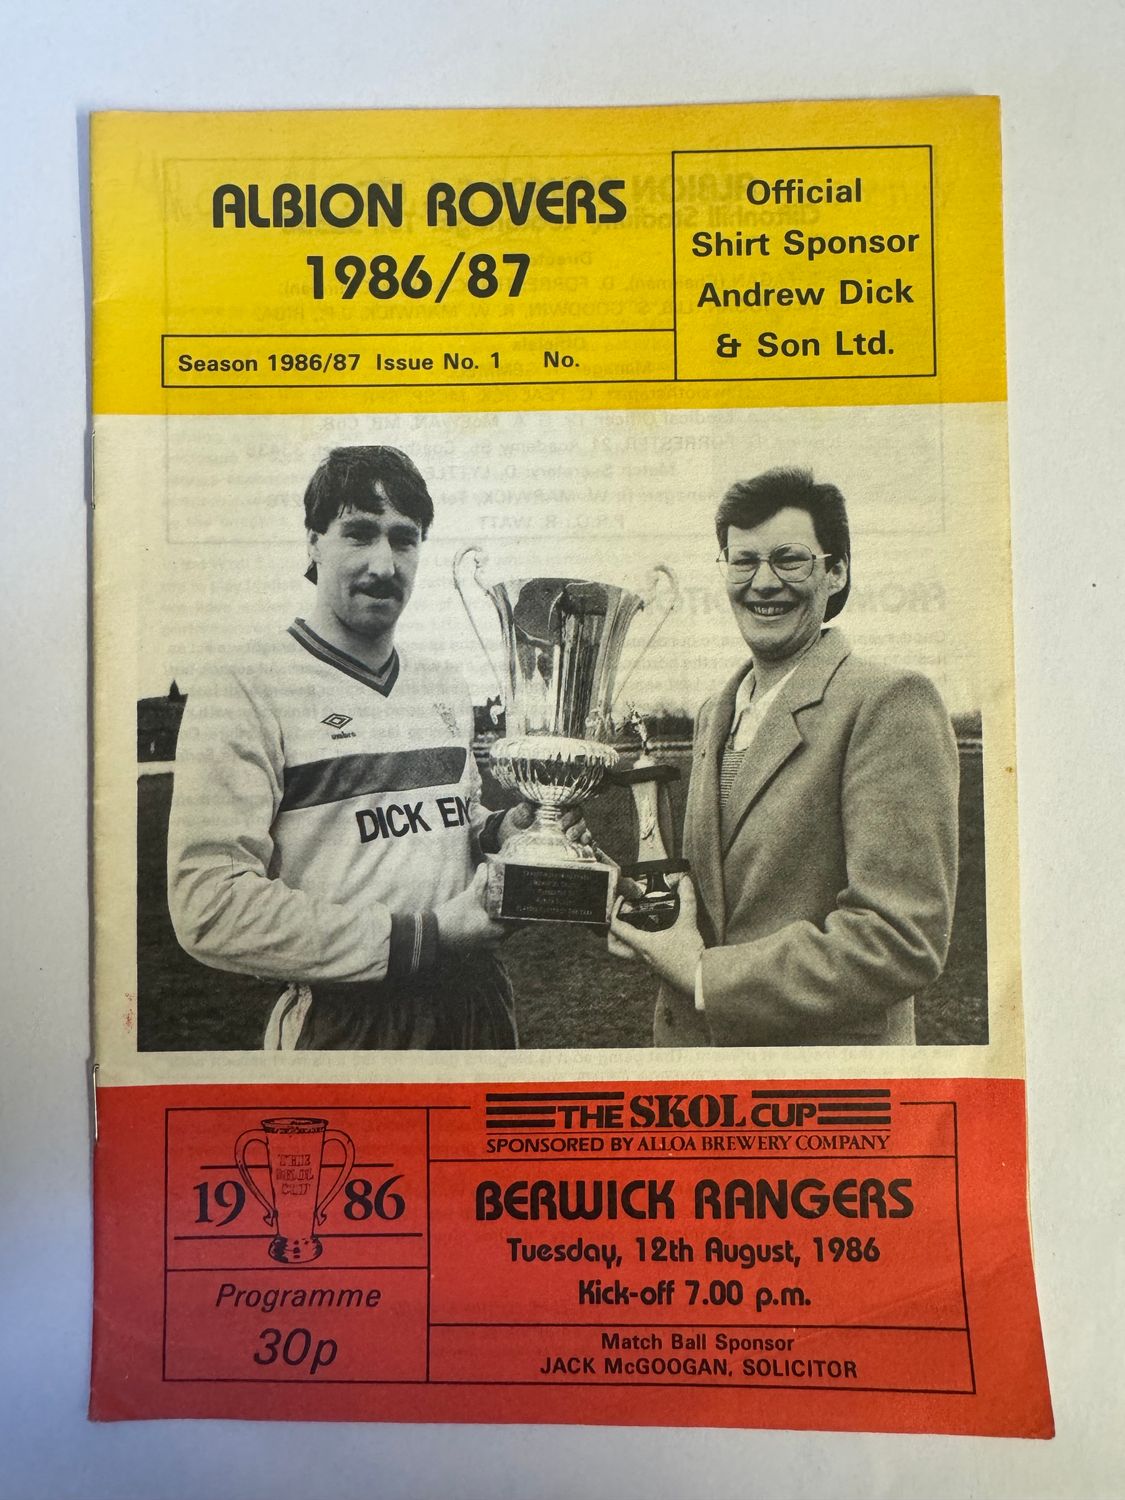 ALBION ROVERS
1986/87
Official
Shirt Sponsor
Andrew Dick
& Son Ltd.
Season 1986/87 Issue No. 1 No.
umbro
DICK EN
THE SKOL CUP
SPONSORED BY ALLOA BREWERY COMPANY
THE
SKOL
CUP
1986
BERWICK RANGERS
Tuesday, 12th August, 1986
Kick-off 7.00 p.m.
Programme
30p
Match Ball Sponsor
JACK McGOOGAN, SOLICITOR